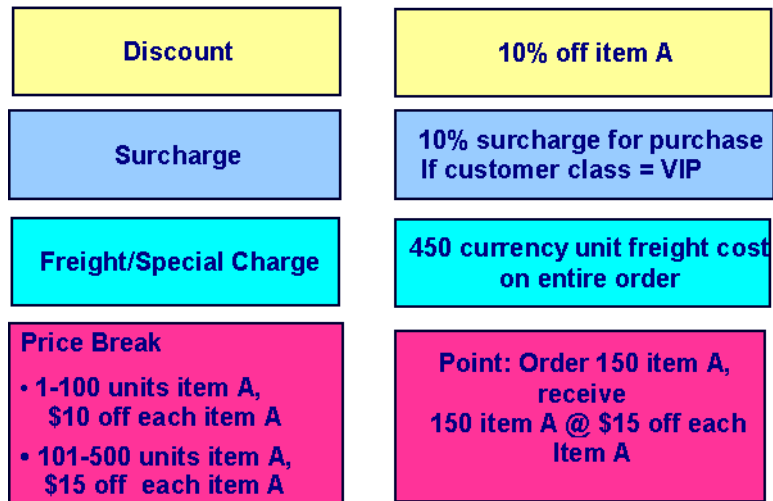 Discount
10% off item A
Surcharge
10% surcharge for purchase
If customer class = VIP
Freight/Special Charge
450 currency unit freight cost
on entire order
Price Break
• 1-100 units item A,
$10 off each item A
• 101-500 units item A,
$15 off each item A
Point: Order 150 item A,
receive
150 item A @ $15 off each
Item A